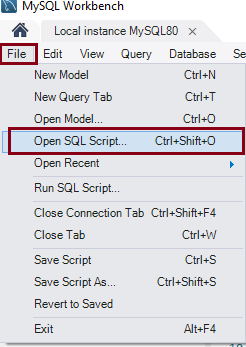 MySQL Workbench
Local instance MySQL80 ×
File Edit View Query Database Se
New Model Ctrl+N
New Query Tab Ctrl+T
Open Model... Ctrl+O
Open SQL Script... Ctrl+Shift+O
Open Recent
Run SQL Script...
Close Connection Tab Ctrl+Shift+F4
Close Tab Ctrl+W
Save Script Ctrl+S
Save Script As... Ctrl+Shift+S
Revert to Saved
Exit Alt+F4